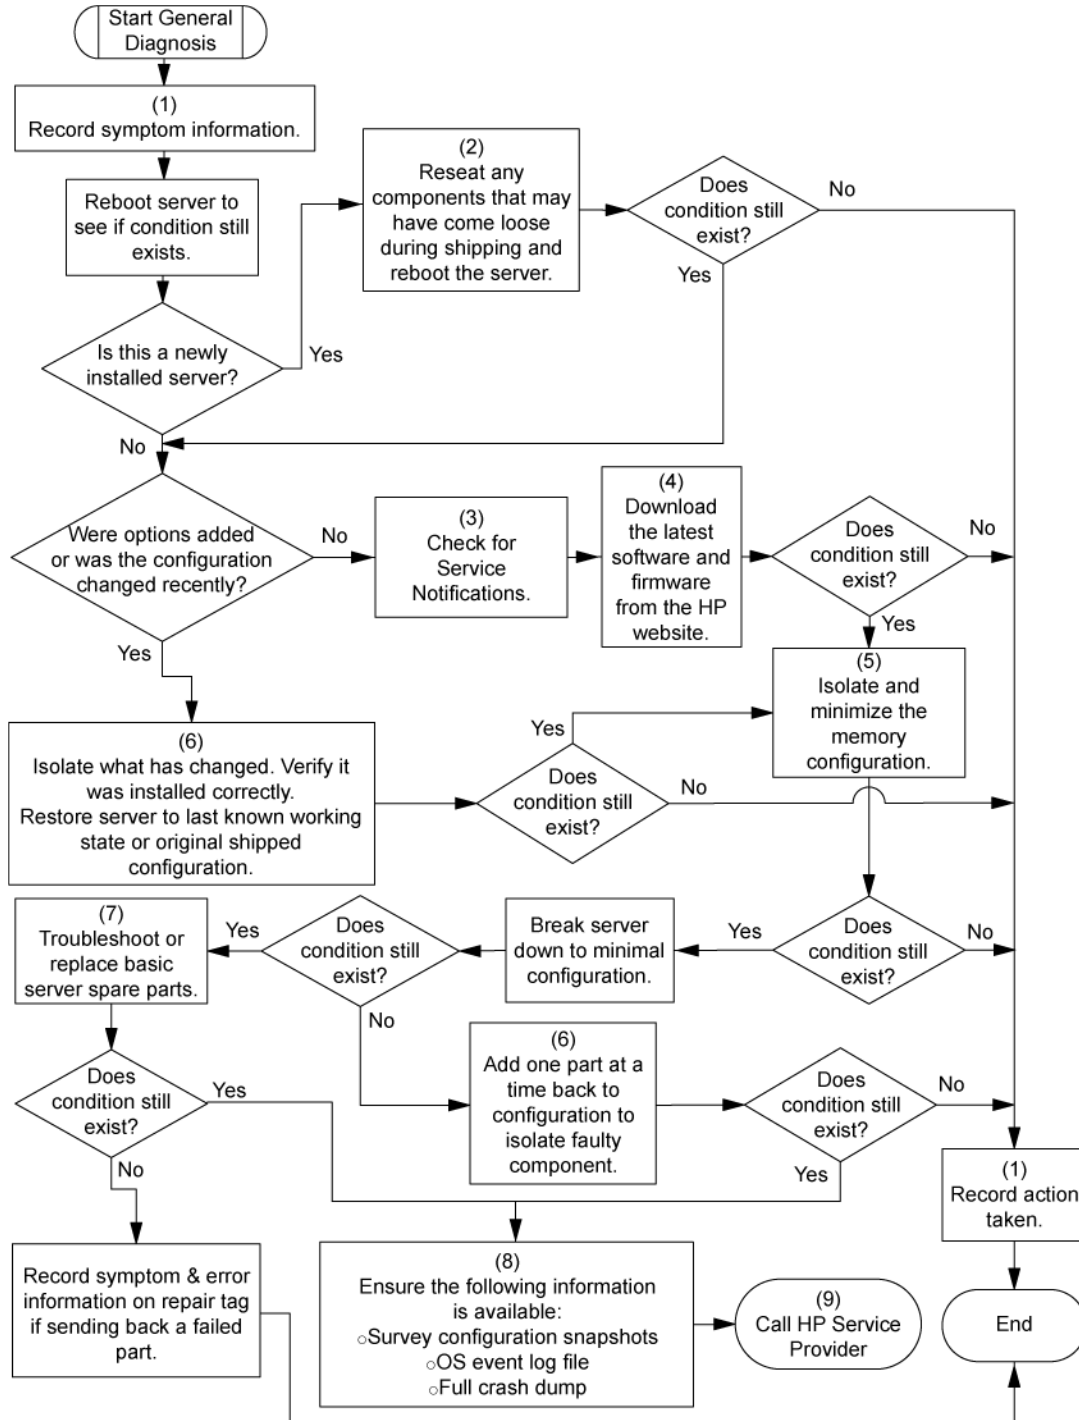 Start General
Diagnosis
(1)
Record symptom information.
Reboot server to
see if condition still
exists.
(2)
Reseat any
components that may
have come loose
during shipping and
reboot the server.
Does
condition still
exist?
No
Yes
Is this a newly
installed server?
Yes
No
Were options added
or was the configuration
changed recently?
No
Yes
(3)
Check for
Service
Notifications.
(4)
Download
the latest
software and
firmware
from the HP
website.
Does
condition still
exist?
No
Yes
(5)
Isolate and
minimize the
memory
configuration.
(6)
Isolate what has changed. Verify it
was installed correctly.
Restore server to last known working
state or original shipped
configuration.
Yes
Does
condition still
exist?
No
(7)
Troubleshoot or
replace basic
server spare parts.
Yes
Does
condition still
exist?
No
Break server
down to minimal
configuration.
Yes
Does
condition still
exist?
No
Does
condition still
exist?
Yes
No
(6)
Add one part at a
time back to
configuration to
isolate faulty
component.
Does
condition still
exist?
No
Yes
(1)
Record action
taken.
Record symptom & error
information on repair tag
if sending back a failed
part.
(8)
Ensure the following information
is available:
○Survey configuration snapshots
○OS event log file
○Full crash dump
(9)
Call HP Service
Provider
End